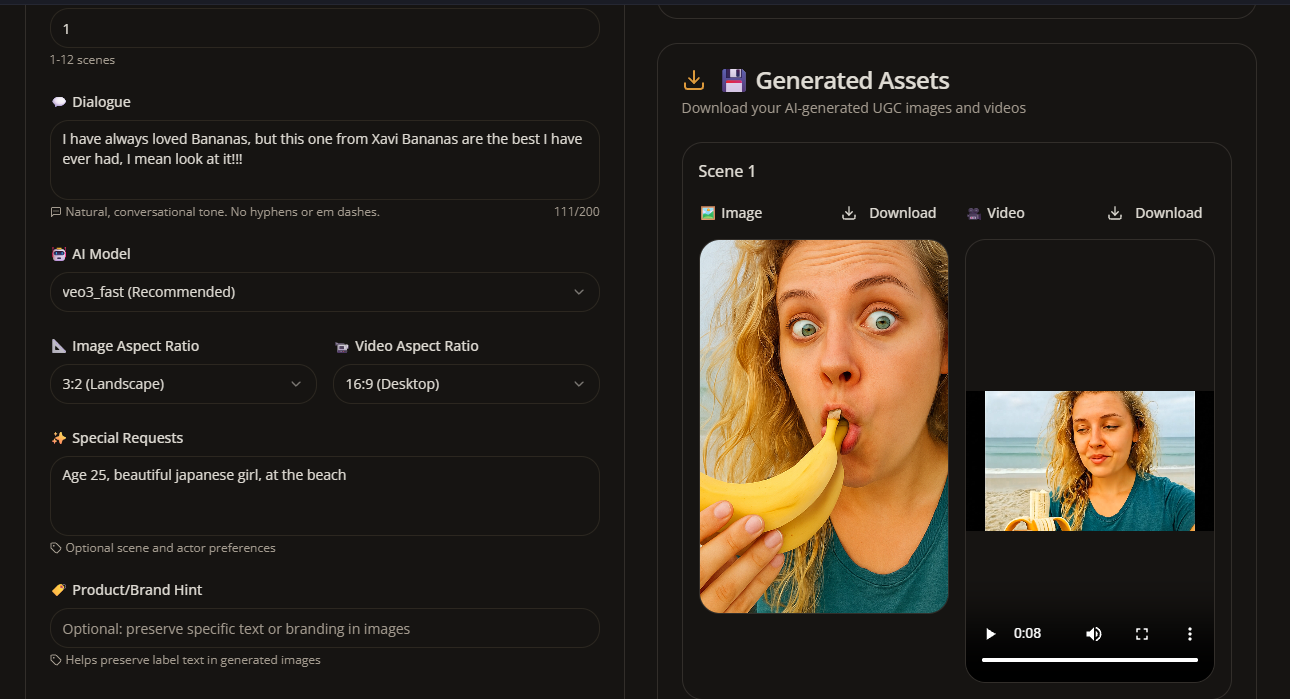 1
1-12 scenes
Dialogue
I have always loved Bananas, but this one from Xavi Bananas are the best I have
ever had, I mean look at it!!!
Natural, conversational tone. No hyphens or em dashes.
111/200
AI Model
veo3_fast (Recommended)
Image Aspect Ratio
Video Aspect Ratio
3:2 (Landscape)
16:9 (Desktop)
Special Requests
Age 25, beautiful japanese girl, at the beach
Optional scene and actor preferences
Product/Brand Hint
Optional: preserve specific text or branding in images
Helps preserve label text in generated images
Generated Assets
Download your AI-generated UGC images and videos
Scene 1
Image
Download
Video
Download
0:08